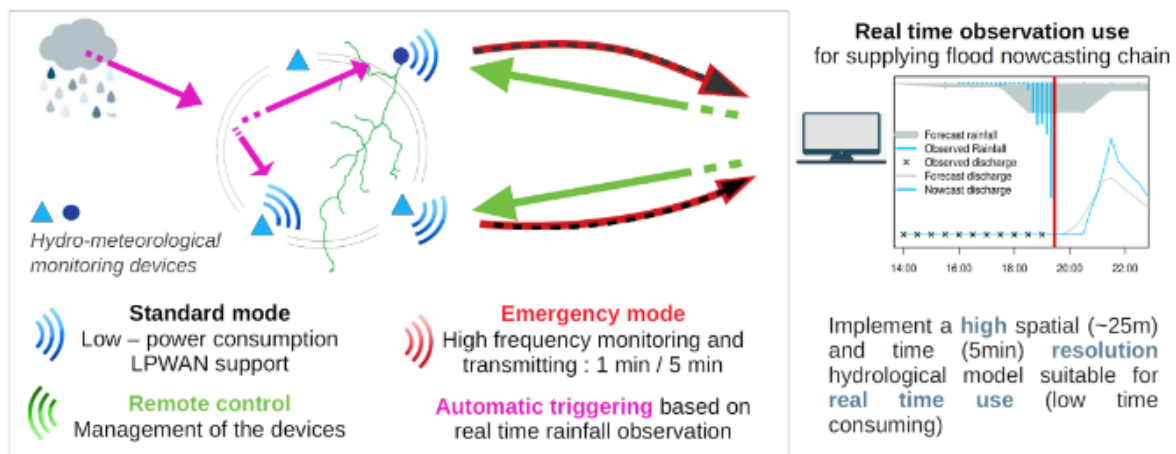 Real time observation use
for supplying flood nowcasting chain
Forecast rainfall
Observed Rainfall
Observed discharge
Forecast discharge
Nowcast discharge
14:00 16:00 18:00 20:00 22:00
Hydro-meteorological
monitoring devices
Standard mode
Low – power consumption
LPWAN support
Remote control
Management of the devices
Emergency mode
High frequency monitoring and
transmitting : 1 min / 5 min
Automatic triggering based on
real time rainfall observation
Implement a high spatial (~25m)
and time (5min) resolution
hydrological model suitable for
real time use (low time
consuming)